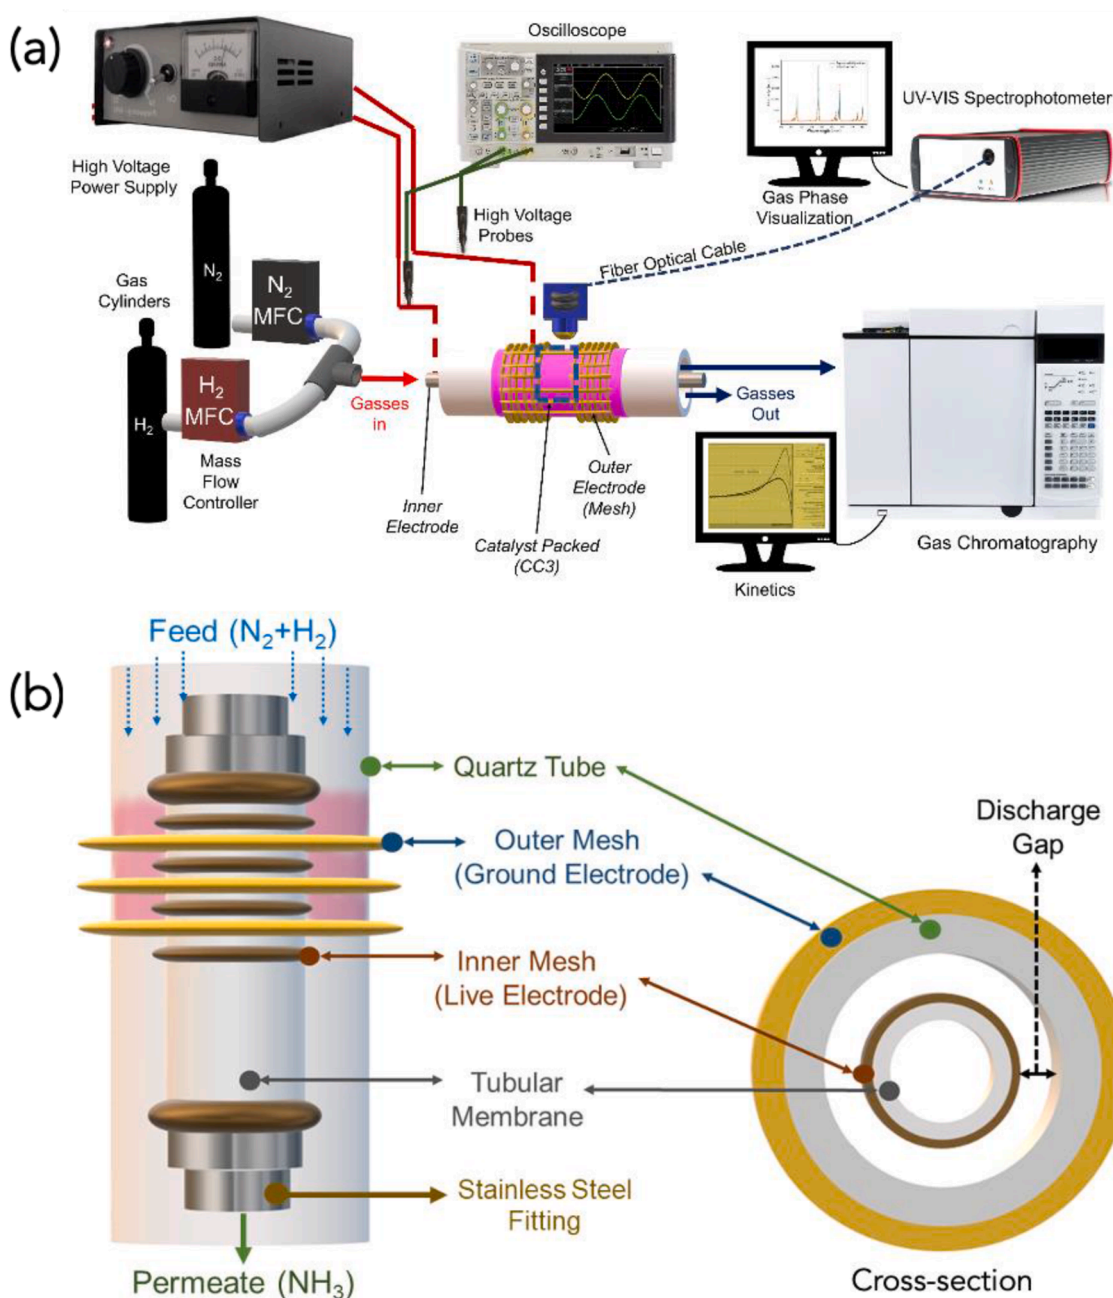 (a)
Oscilloscope
UV-VIS Spectrophotometer
High Voltage
Power Supply
Gas Phase
Visualization
High Voltage
Probes
Fiber Optical Cable
N₂
Gas
Cylinders
N₂
MFC
H₂
H₂
MFC
Gasses
in
Gasses
Out
Mass
Flow
Controller
Inner
Electrode
Outer
Electrode
(Mesh)
Catalyst Packed
(CC3)
Kinetics
Gas Chromatography
(b)
Feed (N₂+H₂)
Quartz Tube
Outer Mesh
(Ground Electrode)
Inner Mesh
(Live Electrode)
Tubular
Membrane
Stainless Steel
Fitting
Permeate (NH₃)
Discharge
Gap
Cross-section